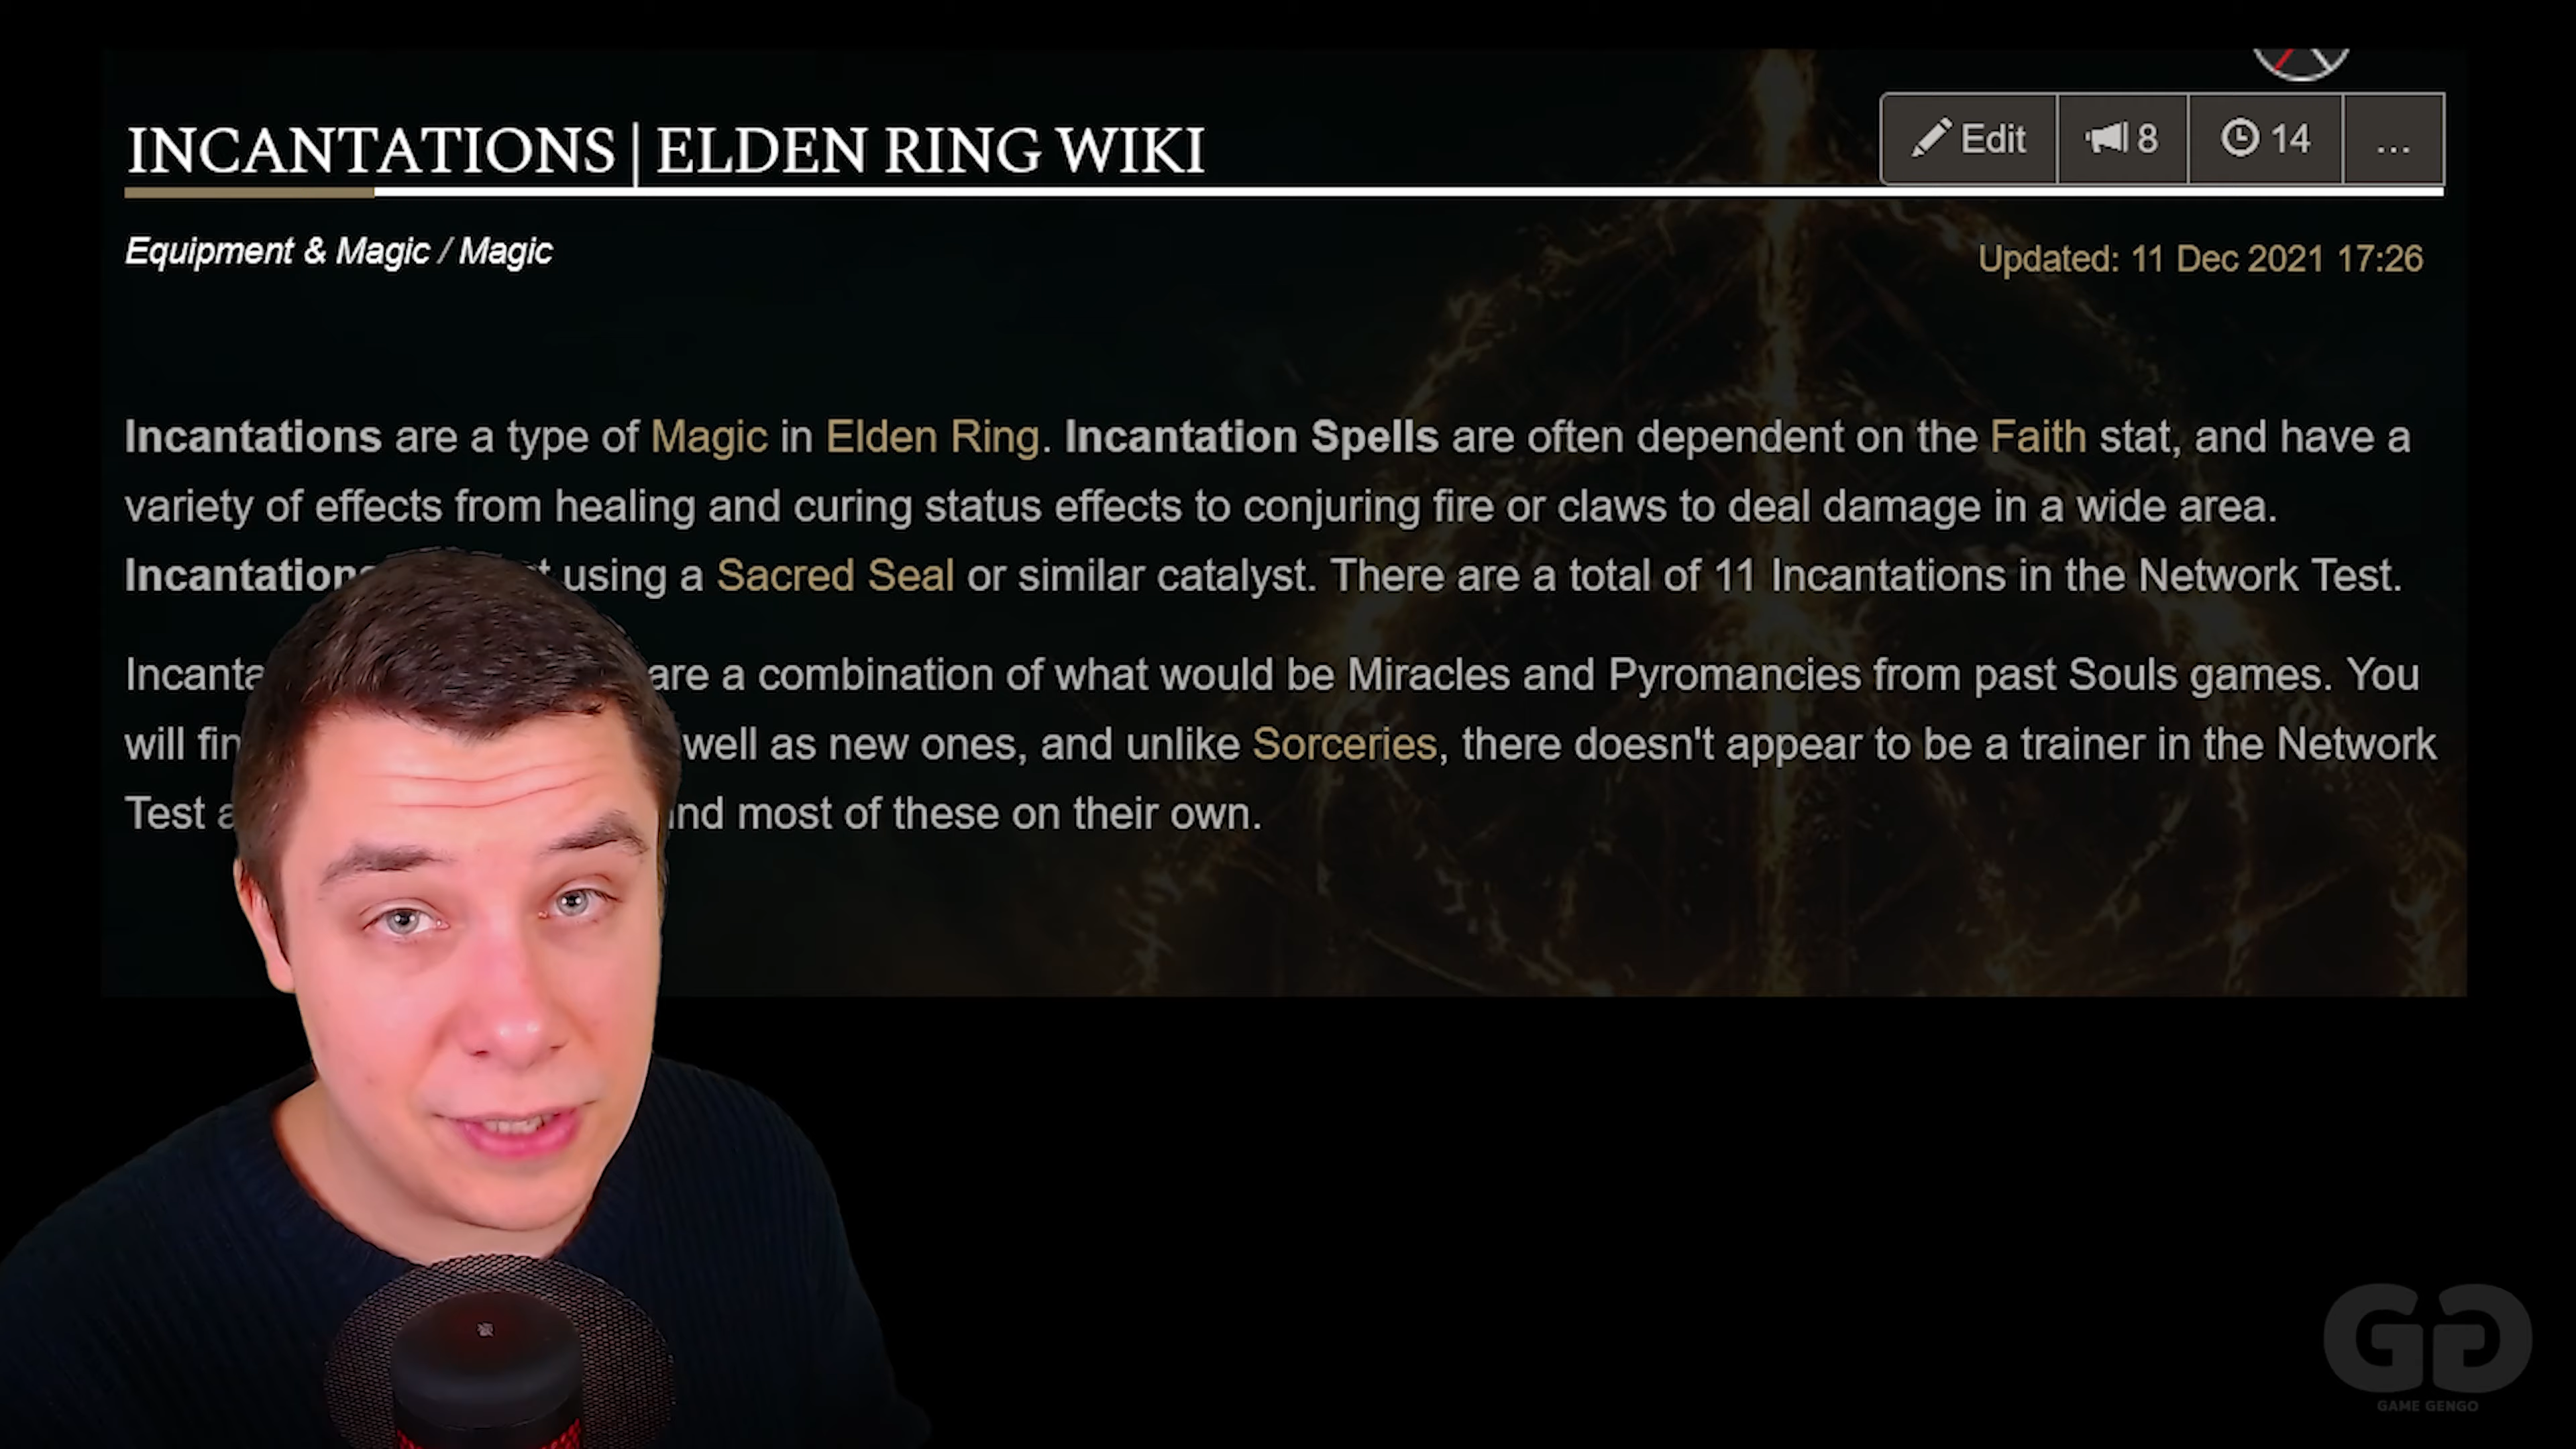 INCANTATIONS | ELDEN RING WIKI
Edit
8
14
...
Equipment & Magic / Magic
Updated: 11 Dec 2021 17:26
Incantations are a type of Magic in Elden Ring. Incantation Spells are often dependent on the Faith stat, and have a
variety of effects from healing and curing status effects to conjuring fire or claws to deal damage in a wide area.
Incantations using a Sacred Seal or similar catalyst. There are a total of 11 Incantations in the Network Test.
are a combination of what would be Miracles and Pyromancies from past Souls games. You
will well as new ones, and unlike Sorceries, there doesn't appear to be a trainer in the Network
Test most of these on their own.
GG
GAME GENGO